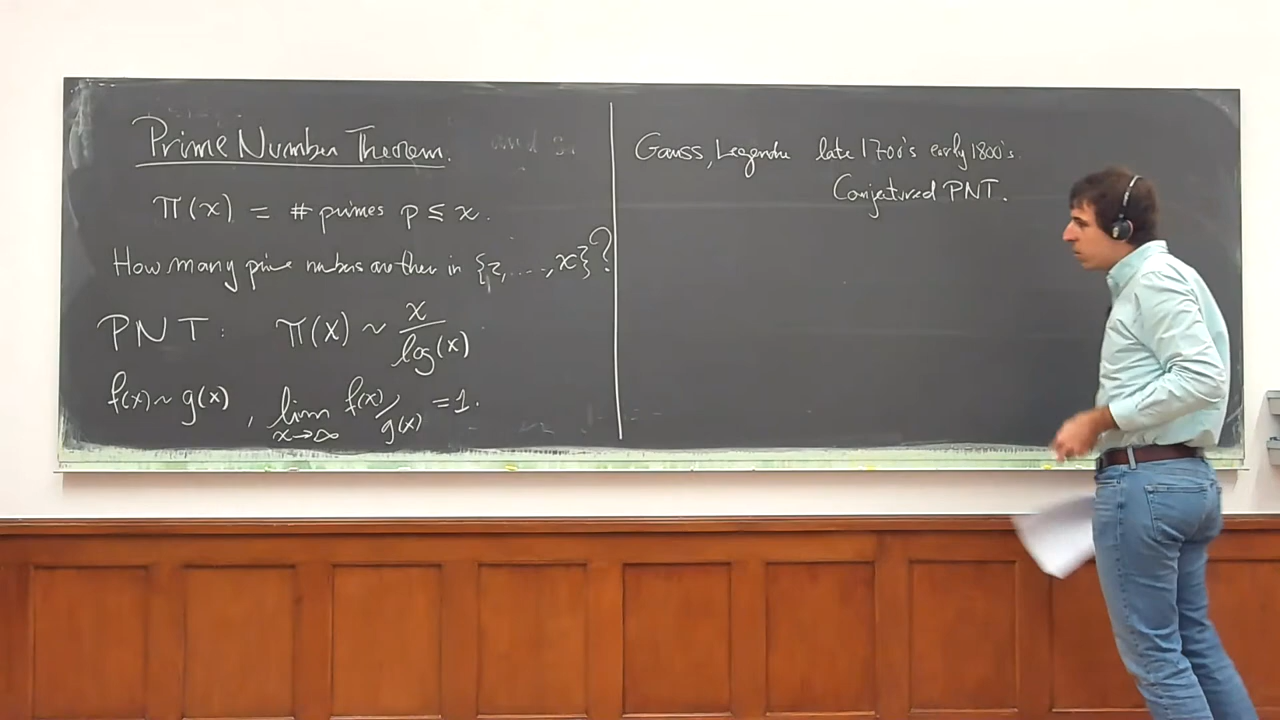 Prime Number Theorem.
π(x) = # primes p ≤ x.
How many prime numbers are there in {2, ...., x}?
PNT: π(x) ~ x/log(x)
f(x) ~ g(x), lim x→∞ f(x)/g(x) = 1.
Gauss, Legendre late 1700's early 1800's.
Conjectured PNT.